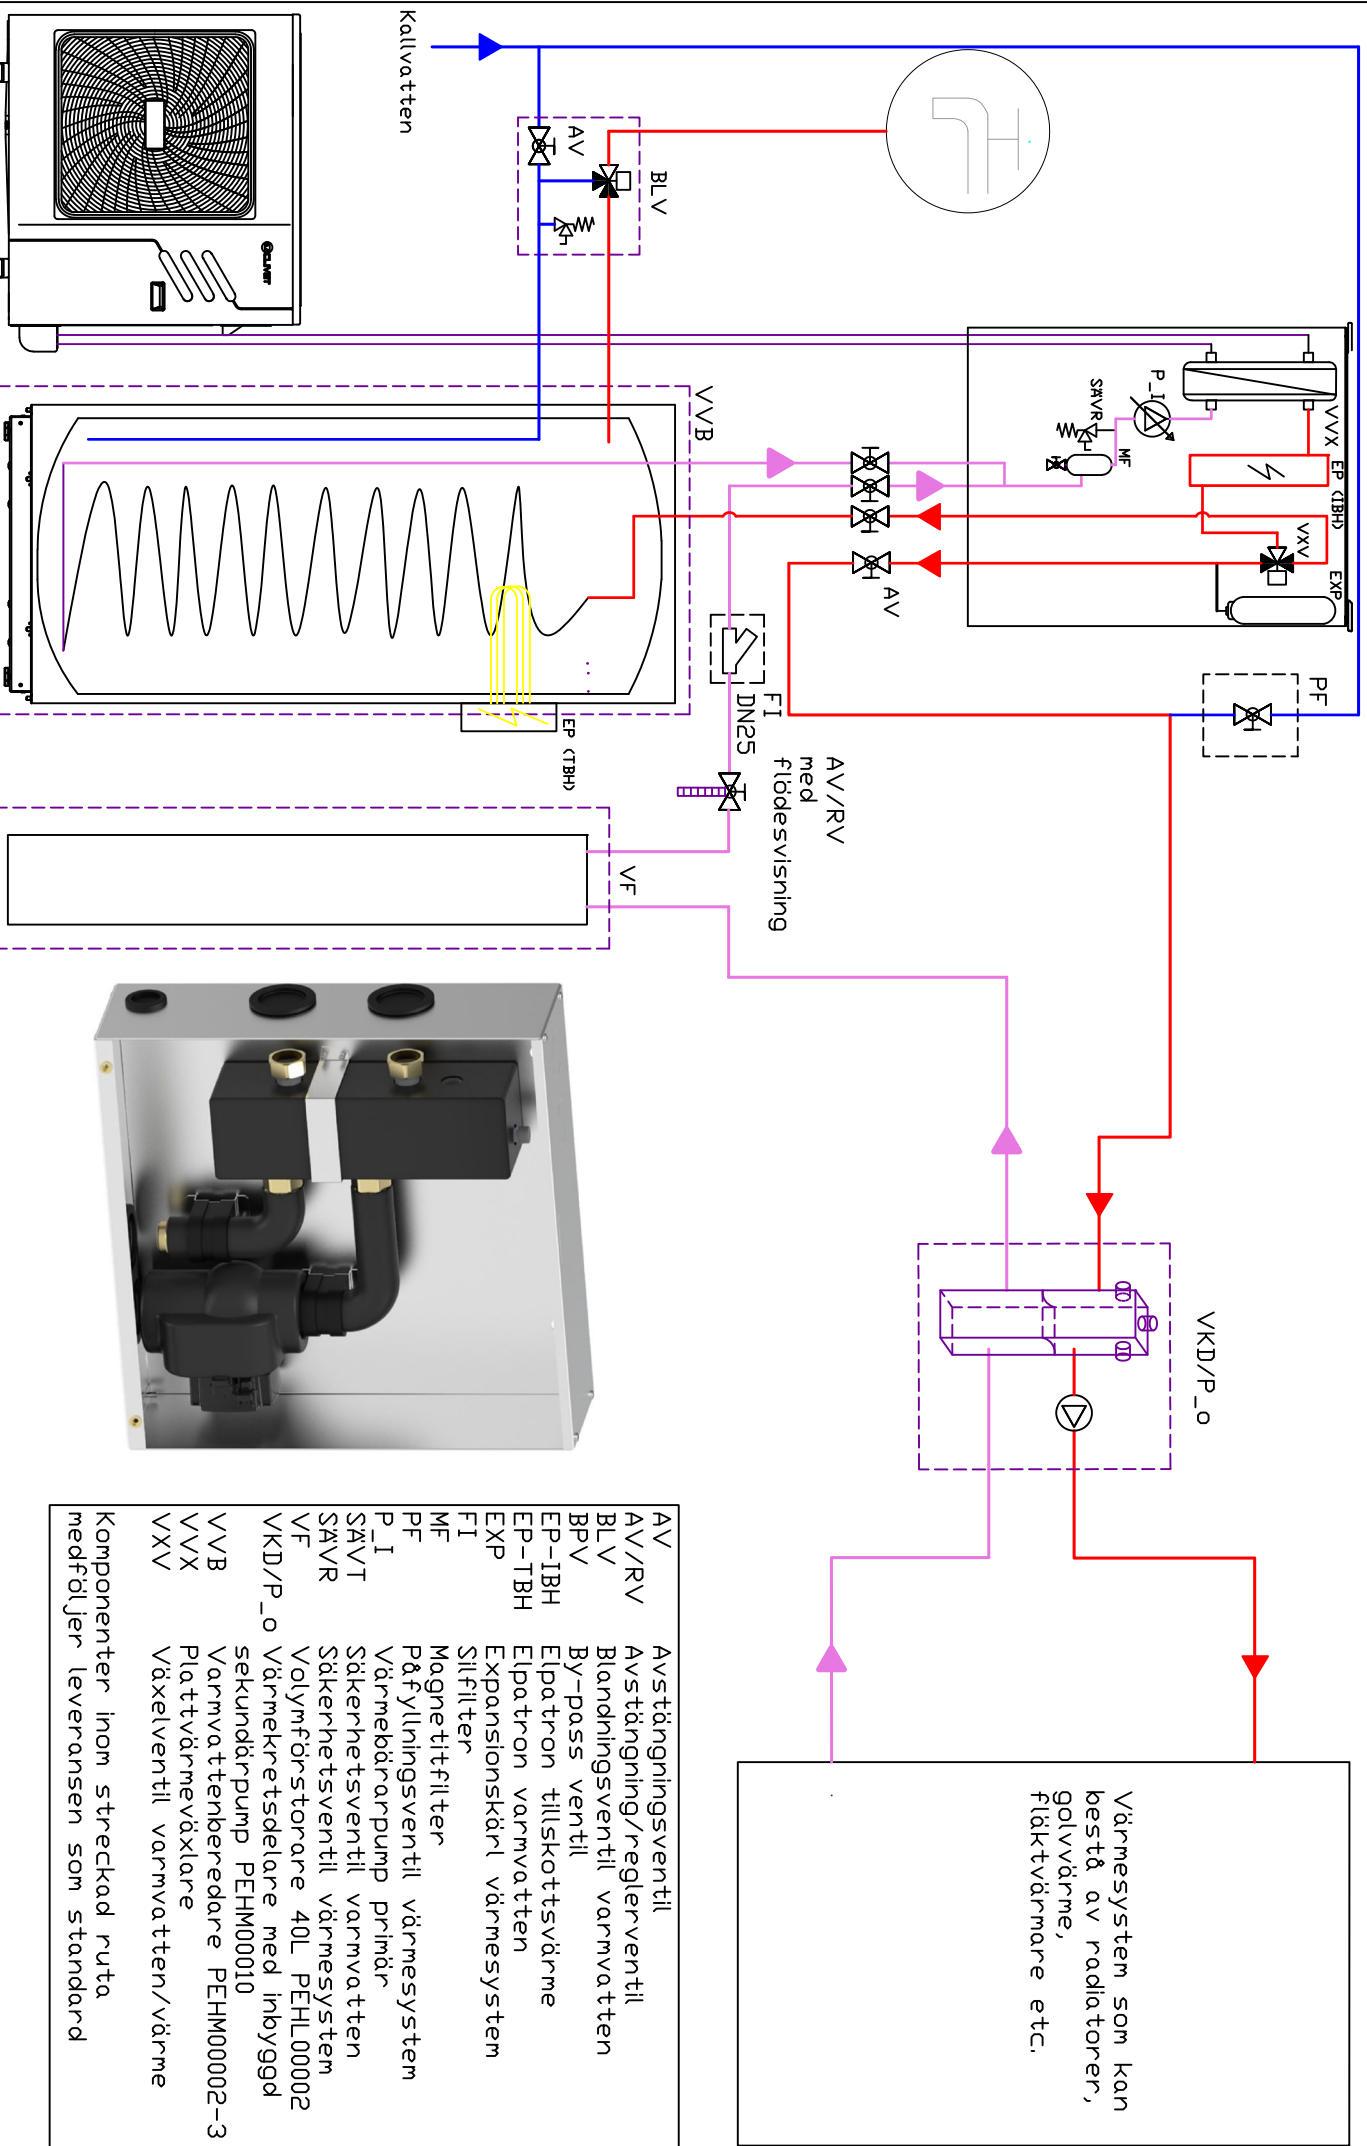 Kallvatten
AV
BLV
CLIVET
VVB
EP (TBH)
P_I
SÄVR
MF
VVX
EP (IBH)
VXV
EXP
AV
PF
FI
DN25
AV/RV
med
flödesvisning
VF
VKD/P_o
Värmesystem som kan
bestå av radiatorer,
golvvärme,
fläktvärmare etc.
AV Avstängningsventil
AV/RV Avstängning/reglerventil
BLV Blandningsventil varmvatten
BPV By-pass ventil
EP-IBH Elpatron tillskottsvärme
EP-TBH Elpatron varmvatten
EXP Expansionskärl värmesystem
FI Silfilter
MF Magnetitfilter
PF Påfyllningsventil värmesystem
P_I Värmebärarpump primär
SÄVT Säkerhetsventil varmvatten
SÄVR Säkerhetsventil värmesystem
VF Volymförstorare 40L PEHL00002
VKD/P_o Värmekretsdelare med inbyggd
sekundärpump PEHM00010
VVB Varmvattenberedare PEHM00002-3
VVX Plattvärmeväxlare
VXV Växelventil varmvatten/värme
Komponenter inom streckad ruta
medföljer leveransen som standard